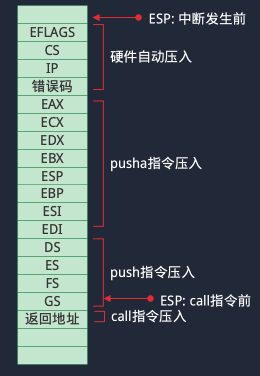 ESP: 中断发生前
EFLAGS
CS
IP
错误码
硬件自动压入
EAX
ECX
EDX
EBX
ESP
EBP
ESI
EDI
pusha指令压入
DS
ES
FS
GS
push指令压入
ESP: call指令前
返回地址
call指令压入